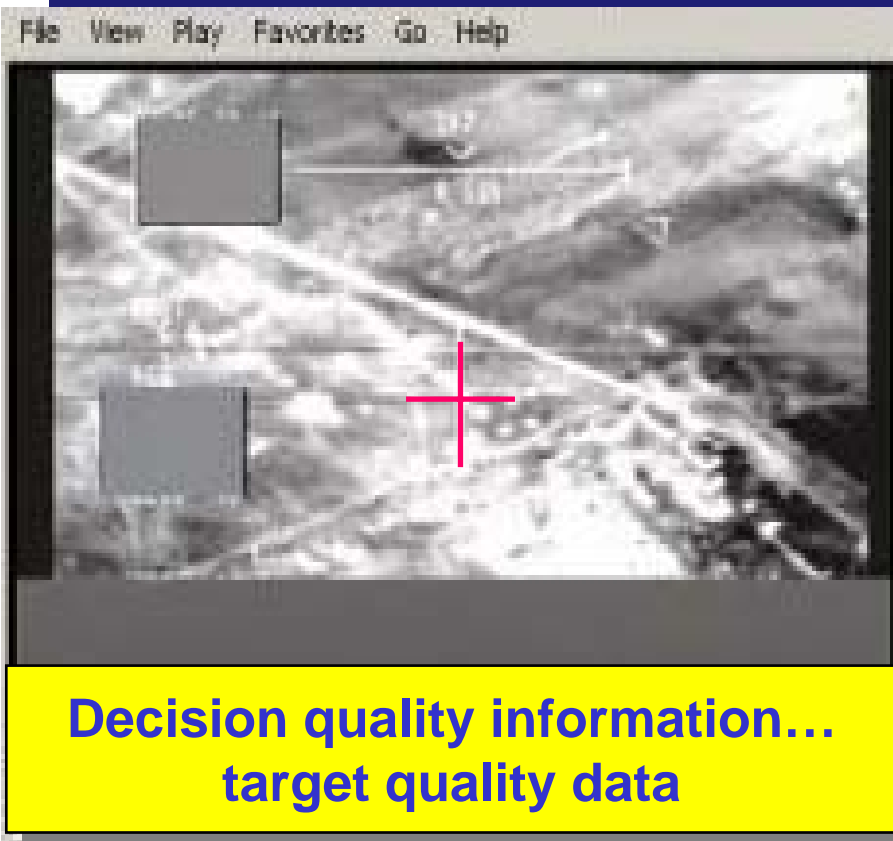 File View Play Favorites Go Help
Decision quality information…
target quality data